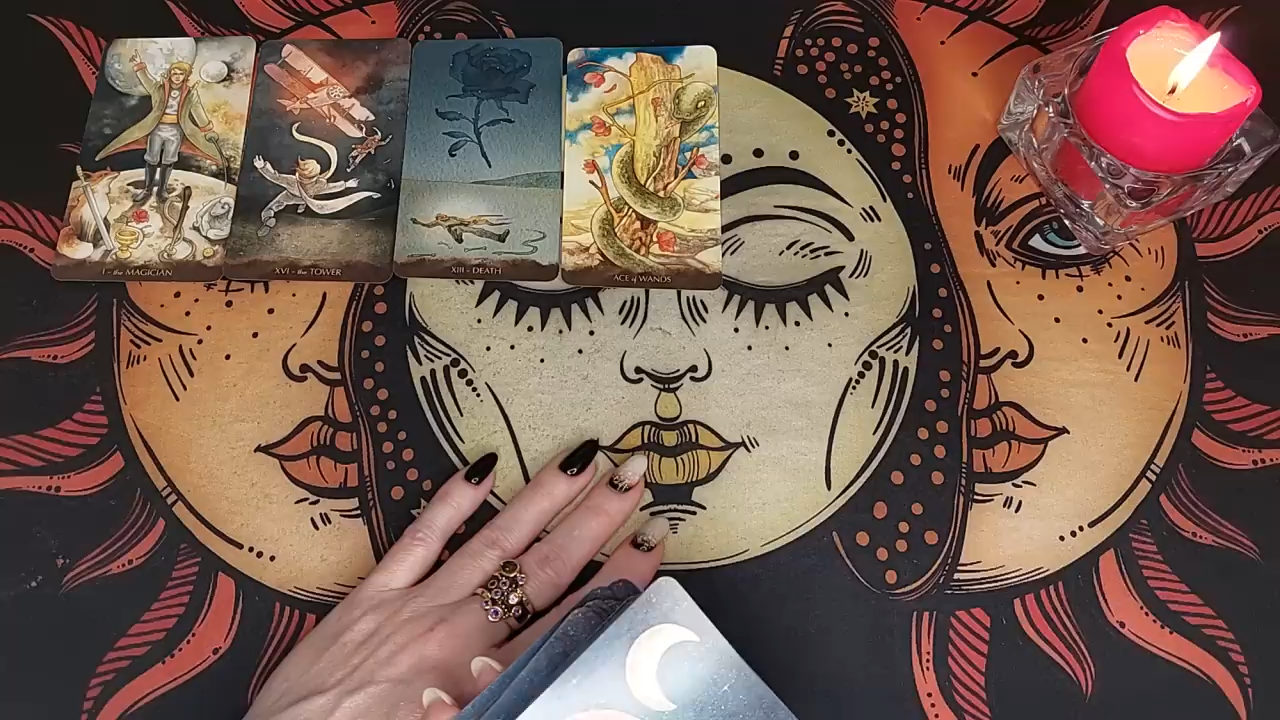 I - the MAGICIAN
XVI - the TOWER
XIII - DEATH
ACE of WANDS